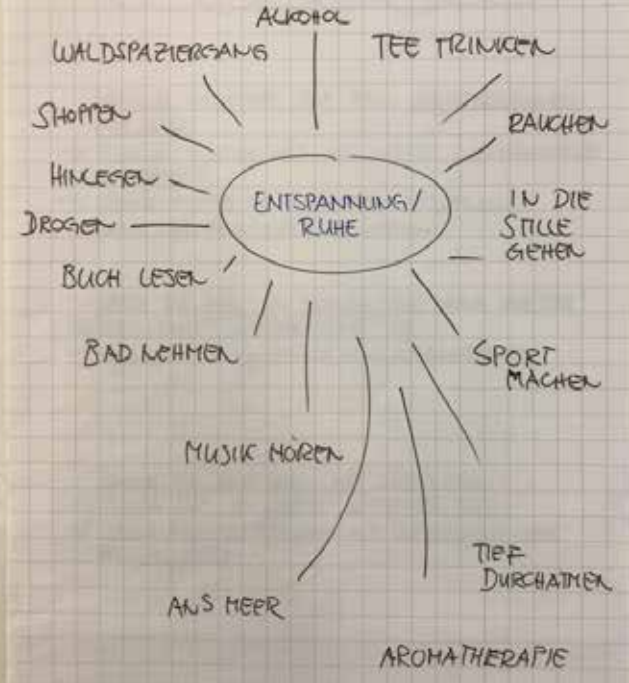 ALKOHOL
WALDSPAZIERGANG
TEE TRINKEN
SHOPPEN
RAUCHEN
HINLEGEN
ENTSPANNUNG/
RUHE
IN DIE
STILLE
GEHEN
DROGEN
BUCH LESEN
BAD NEHMEN
SPORT
MACHEN
MUSIK HÖREN
TIEF
DURCHATMEN
ANS MEER
AROMATHERAPIE